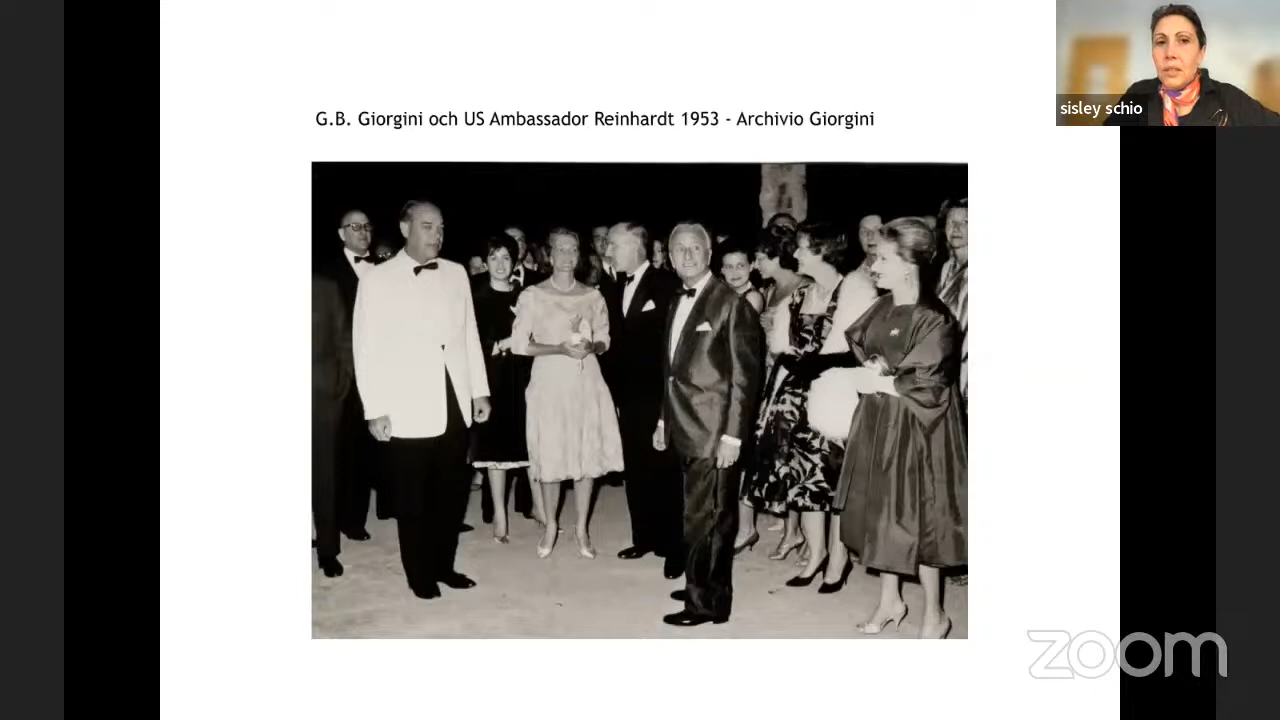 G.B. Giorgini och US Ambassador Reinhardt 1953 - Archivio Giorgini
sisley schio
zoom